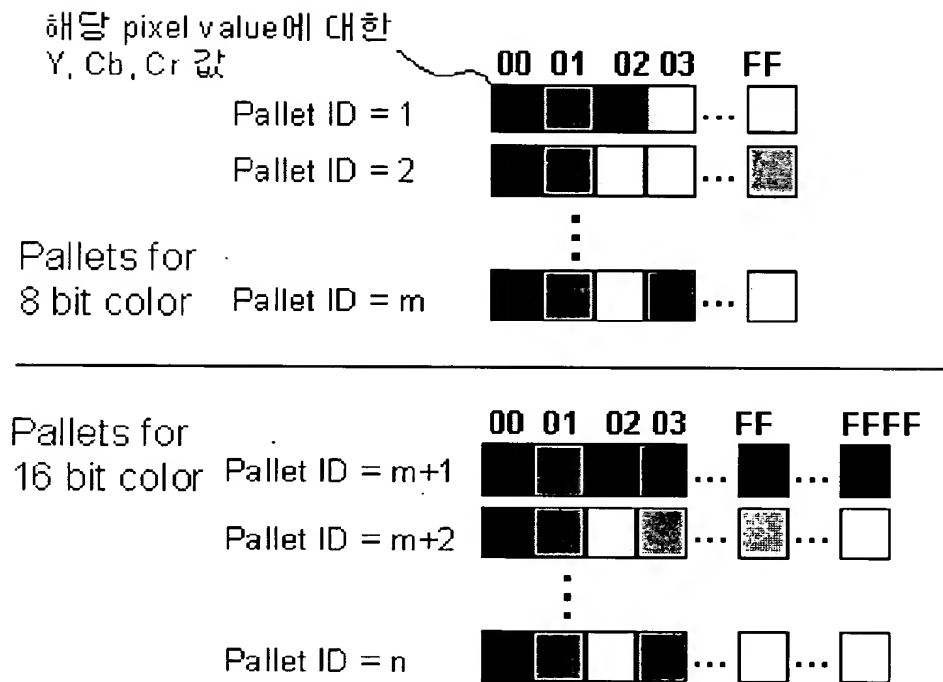 해당 pixel value에 대한
Y, Cb, Cr 값
00 01 02 03 FF
Pallet ID = 1
...
Pallet ID = 2
...
Pallets for
8 bit color
Pallet ID = m
...
Pallets for
16 bit color
00 01 02 03 FF FFFF
Pallet ID = m+1
... ...
Pallet ID = m+2
... ...
Pallet ID = n
... ...